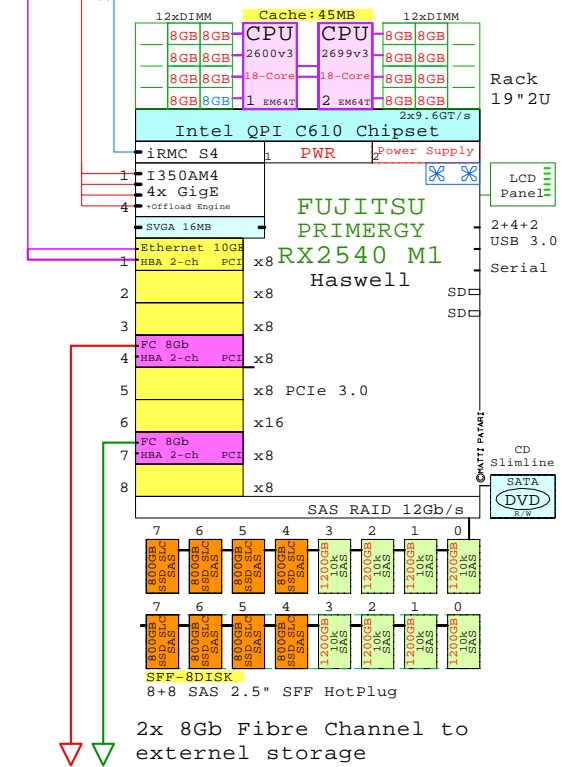 12xDIMM Cache:45MB 12xDIMM
8GB 8GB CPU CPU 8GB 8GB
8GB 8GB 2600v3 2699v3 8GB 8GB
8GB 8GB 18-Core 18-Core 8GB 8GB
8GB 8GB 1 EM64T 2 EM64T 8GB 8GB
Rack
19"2U
2x9.6GT/s
Intel QPI C610 Chipset
iRMC S4 1 PWR 2 Power Supply
1 I350AM4
4x GigE
4 +Offload Engine
LCD
Panel
SVGA 16MB
FUJITSU
PRIMERGY
RX2540 M1
Haswell
2+4+2
USB 3.0
Serial
SD
SD
Ethernet 10GB
1 HBA 2-ch PCI x8
2 x8
3 x8
FC 8Gb
4 HBA 2-ch PCI x8
5 x8 PCIe 3.0
6 x16
FC 8Gb
7 HBA 2-ch PCI x8
8 x8
©MATTI PATARI
CD
Slimline
SATA
DVD
R/W
SAS RAID 12Gb/s
7 6 5 4 3 2 1 0
800GB SSD SLC SAS 800GB SSD SLC SAS 800GB SSD SLC SAS 800GB SSD SLC SAS 1200GB 10k SAS 1200GB 10k SAS 1200GB 10k SAS 1200GB 10k SAS
7 6 5 4 3 2 1 0
800GB SSD SLC SAS 800GB SSD SLC SAS 800GB SSD SLC SAS 800GB SSD SLC SAS 1200GB 10k SAS 1200GB 10k SAS 1200GB 10k SAS 1200GB 10k SAS
SFF-8DISK
8+8 SAS 2.5" SFF HotPlug
2x 8Gb Fibre Channel to
externel storage